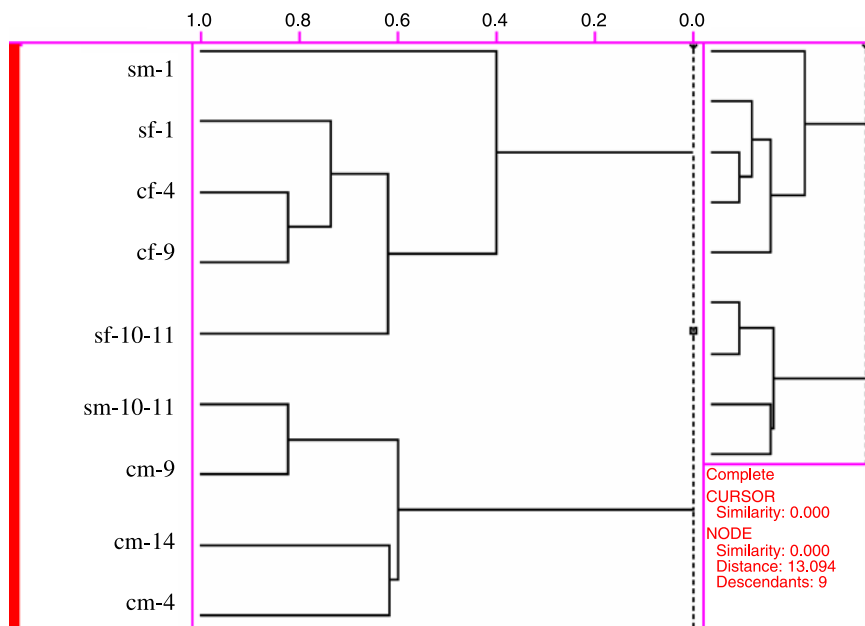 1.0 0.8 0.6 0.4 0.2 0.0
sm-1
sf-1
cf-4
cf-9
sf-10-11
sm-10-11
cm-9
cm-14
cm-4
Complete
CURSOR
Similarity: 0.000
NODE
Similarity: 0.000
Distance: 13.094
Descendants: 9